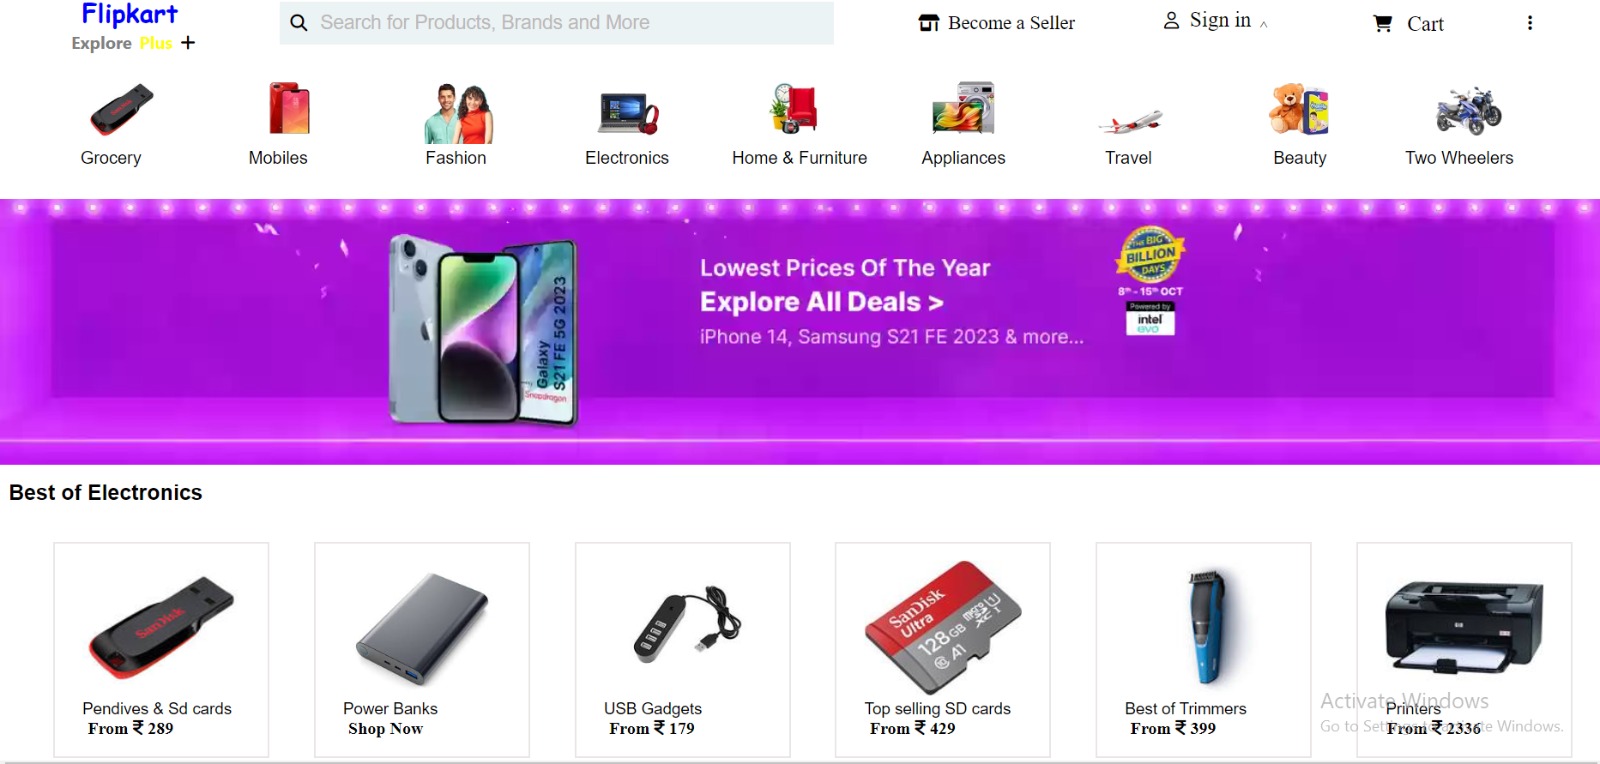 Flipkart
Explore Plus +
Search for Products, Brands and More
Become a Seller
Sign in
Cart
SanDisk
Grocery
Mobiles
Fashion
Electronics
Home & Furniture
Appliances
Travel
Beauty
Two Wheelers
Galaxy
S21 FE 5G 2023
Snapdragon
Lowest Prices Of The Year
Explore All Deals >
iPhone 14, Samsung S21 FE 2023 & more...
THE BIG
BILLION
DAYS
8th - 15th OCT
Powered by
intel
evo
Best of Electronics
SanDisk
Pendives & Sd cards
From ₹ 289
Power Banks
Shop Now
USB Gadgets
From ₹ 179
SanDisk
Ultra
128GB
micro SD XC I U1
A1
Top selling SD cards
From ₹ 429
Best of Trimmers
From ₹ 399
hp
Printers
From ₹ 2336
Activate Windows
Go to Settings to activate Windows.